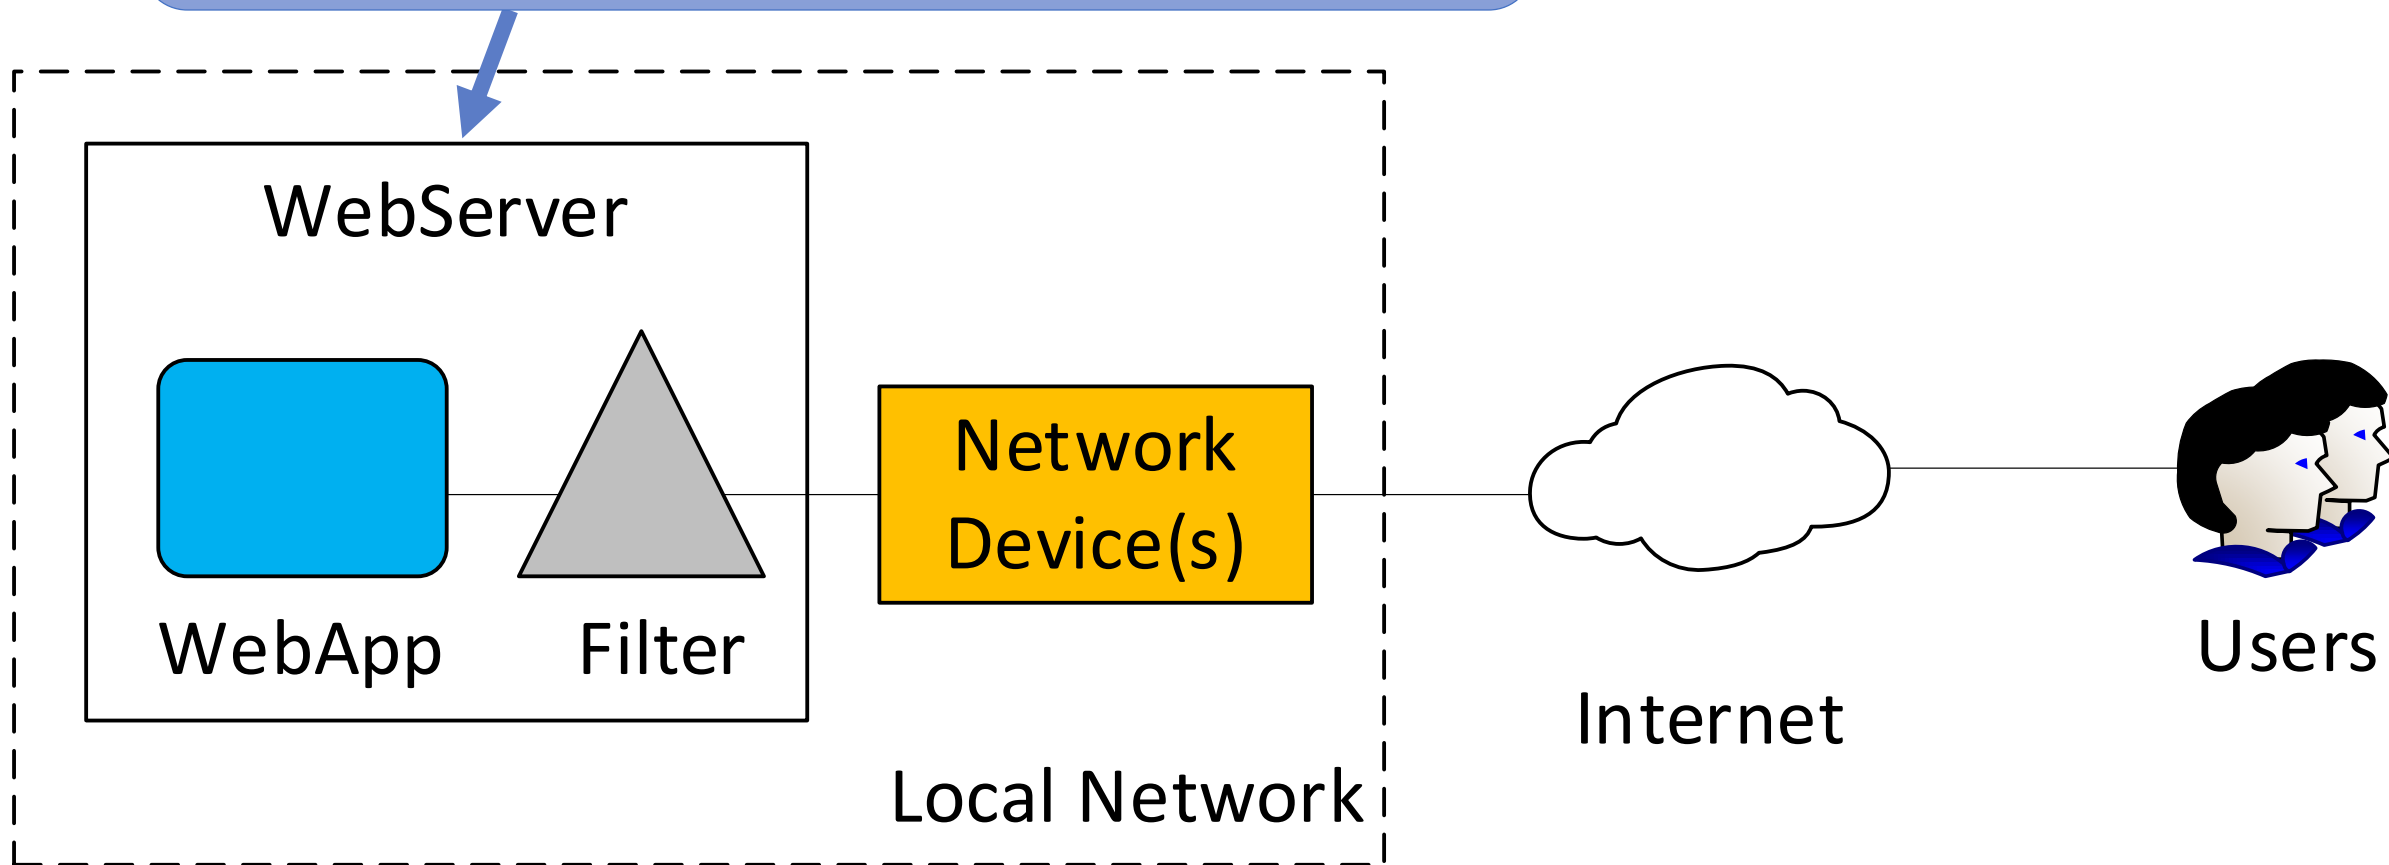 WebServer
Network
Device(s)
WebApp
Filter
Users
Internet
Local Network